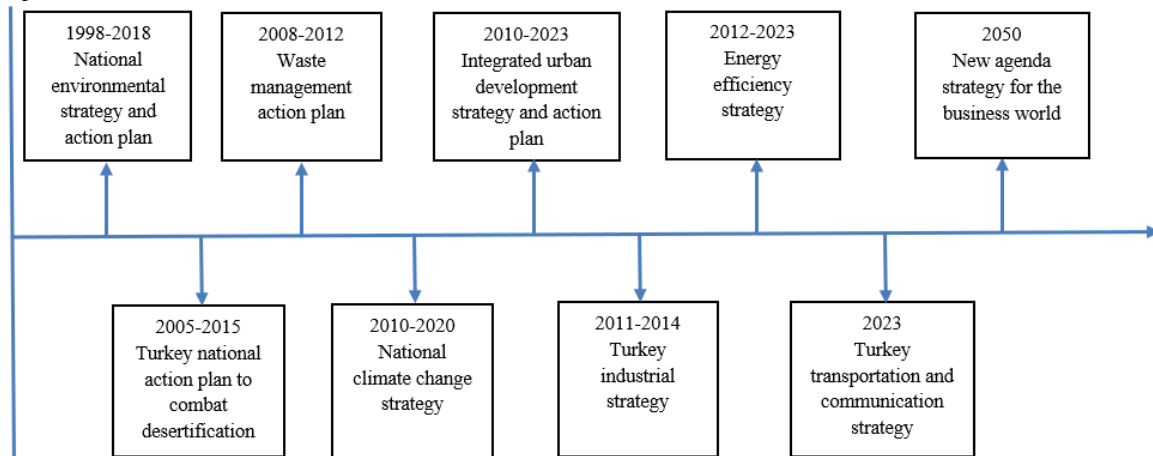 1998-2018
National
environmental
strategy and
action plan
2008-2012
Waste
management
action plan
2010-2023
Integrated urban
development
strategy and action
plan
2012-2023
Energy
efficiency
strategy
2050
New agenda
strategy for the
business world
2005-2015
Turkey national
action plan to
combat
desertification
2010-2020
National
climate change
strategy
2011-2014
Turkey
industrial
strategy
2023
Turkey
transportation and
communication
strategy